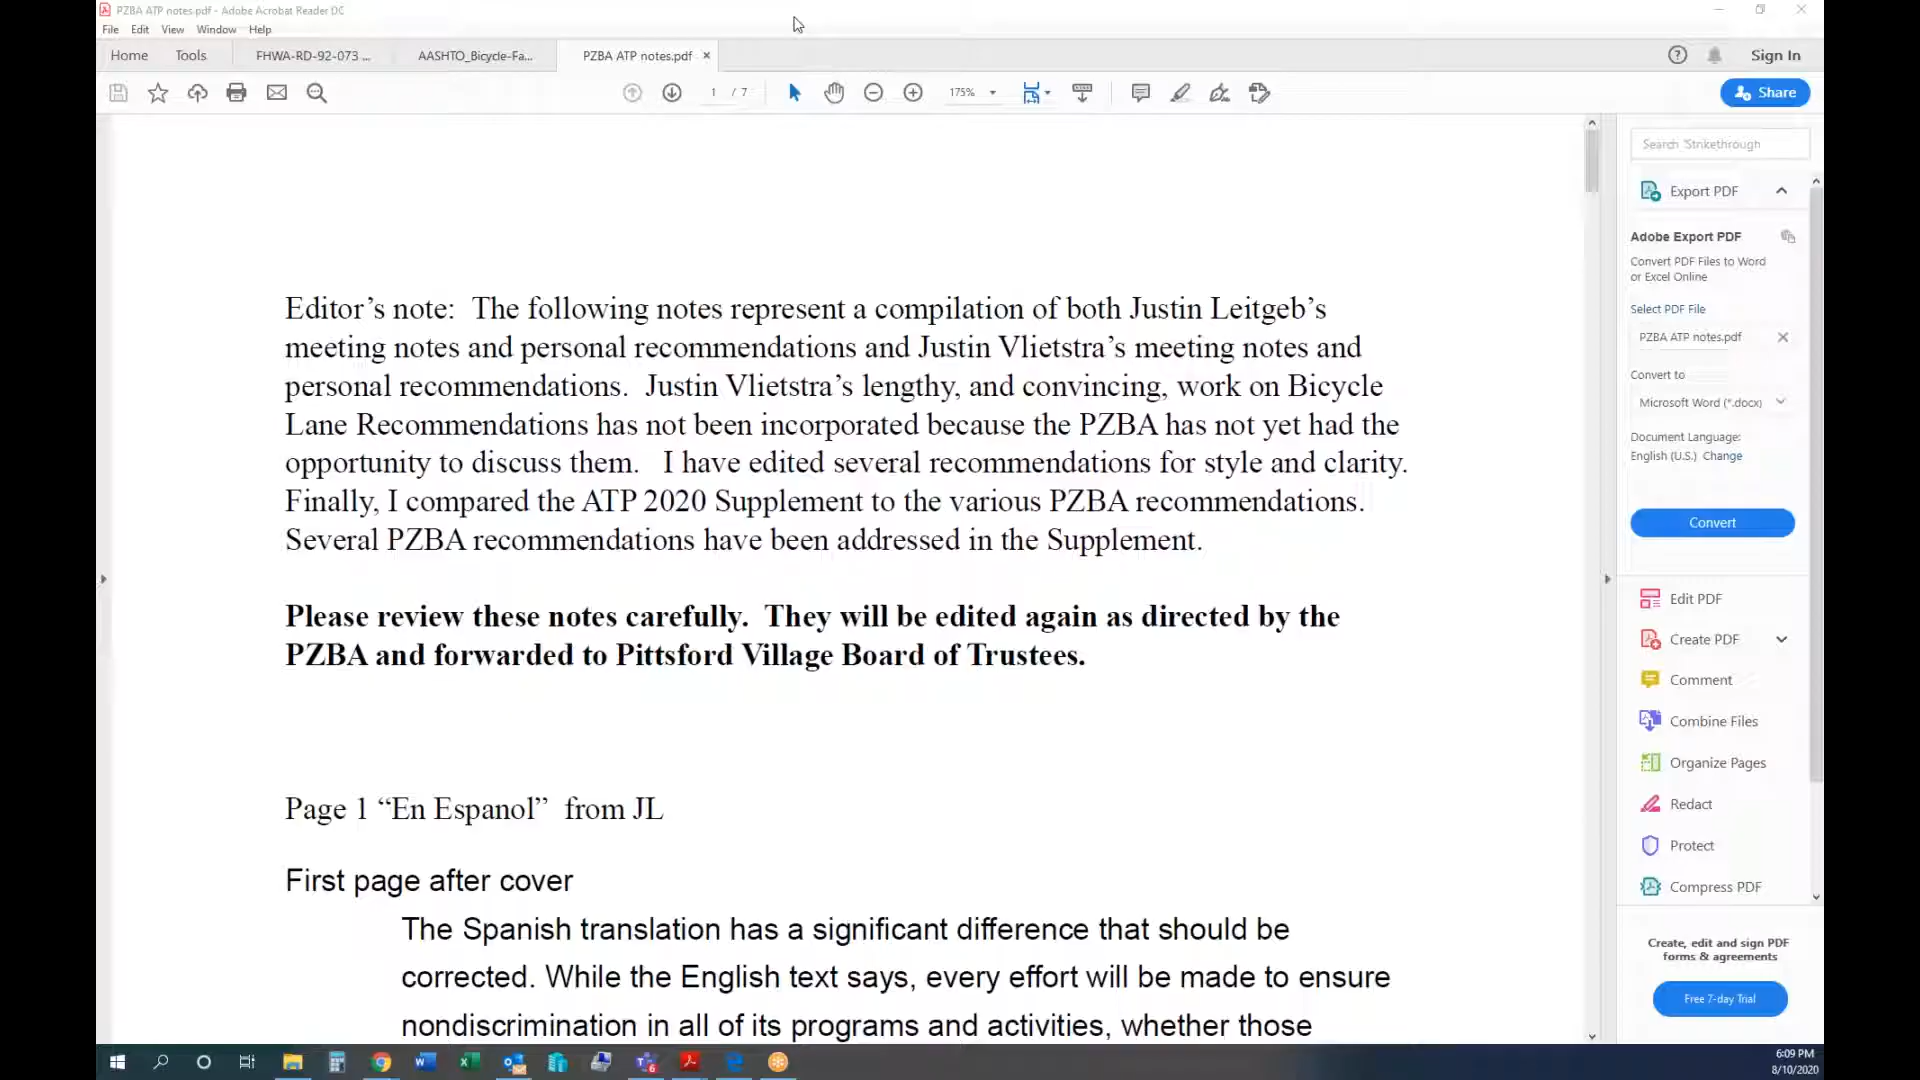 PZBA ATP notes.pdf - Adobe Acrobat Reader DC
File Edit View Window Help
Home Tools FHWA-RD-92-073 ... AASHTO_Bicycle-Fa... PZBA ATP notes.pdf × Sign In
1 / 7 175% Share
Editor’s note:  The following notes represent a compilation of both Justin Leitgeb’s
meeting notes and personal recommendations and Justin Vlietstra’s meeting notes and
personal recommendations.  Justin Vlietstra’s lengthy, and convincing, work on Bicycle
Lane Recommendations has not been incorporated because the PZBA has not yet had the
opportunity to discuss them.   I have edited several recommendations for style and clarity.
Finally, I compared the ATP 2020 Supplement to the various PZBA recommendations.
Several PZBA recommendations have been addressed in the Supplement.
Please review these notes carefully.  They will be edited again as directed by the
PZBA and forwarded to Pittsford Village Board of Trustees.
Page 1 “En Espanol”  from JL
First page after cover
The Spanish translation has a significant difference that should be
corrected. While the English text says, every effort will be made to ensure
nondiscrimination in all of its programs and activities, whether those
Search 'Strikethrough
Export PDF
Adobe Export PDF
Convert PDF Files to Word
or Excel Online
Select PDF File
PZBA ATP notes.pdf
Convert to
Microsoft Word (*.docx)
Document Language:
English (U.S.) Change
Convert
Edit PDF
Create PDF
Comment
Combine Files
Organize Pages
Redact
Protect
Compress PDF
Create, edit and sign PDF
forms & agreements
Free 7-day Trial
6:09 PM
8/10/2020